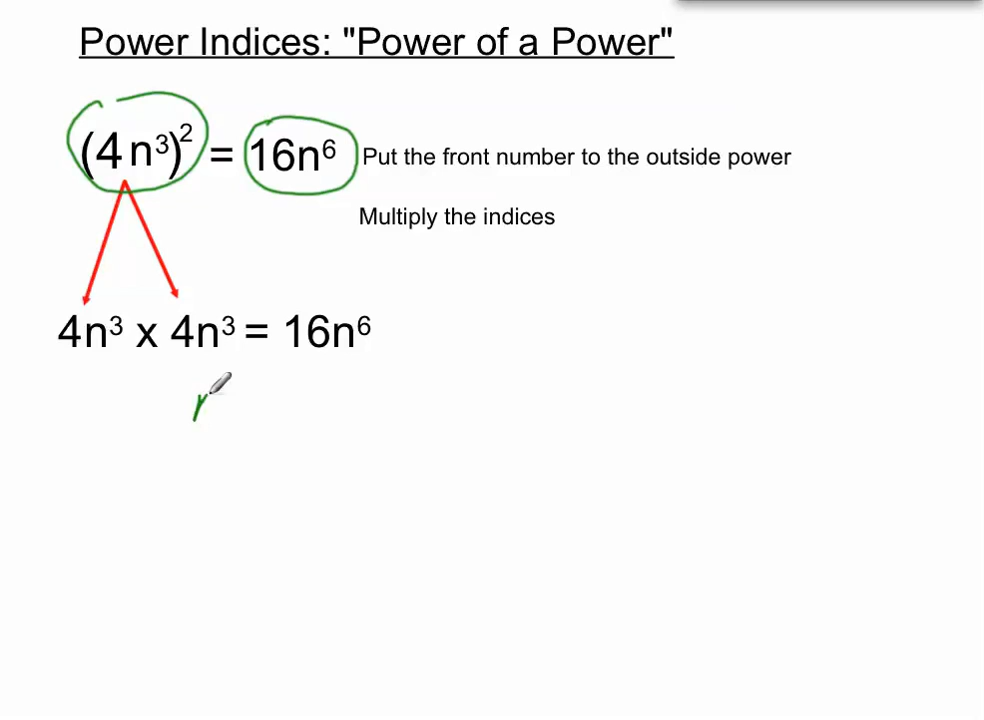 Power Indices: "Power of a Power"
(4n³)² = 16n⁶ Put the front number to the outside power
Multiply the indices
4n³ x 4n³ = 16n⁶